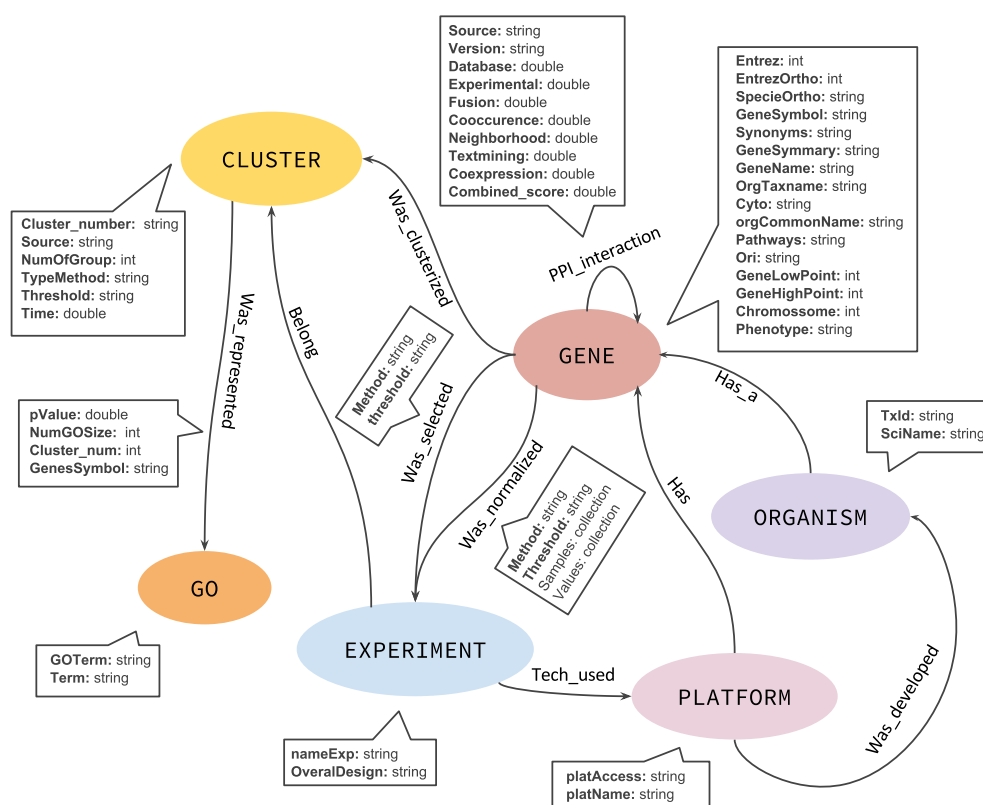 Source: string
Version: string
Database: double
Experimental: double
Fusion: double
Cooccurence: double
Neighborhood: double
Textmining: double
Coexpression: double
Combined_score: double
Entrez: int
EntrezOrtho: int
SpecieOrtho: string
GeneSymbol: string
Synonyms: string
GeneSymmary: string
GeneName: string
OrgTaxname: string
Cyto: string
orgCommonName: string
Pathways: string
Ori: string
GeneLowPoint: int
GeneHighPoint: int
Chromossome: int
Phenotype: string
CLUSTER
Cluster_number: string
Source: string
NumOfGroup: int
TypeMethod: string
Threshold: string
Time: double
Was_clusterized
PPI_interaction
GENE
Was_represented
Belong
Method: string
threshold: string
Was_selected
Was_normalized
Has_a
TxId: string
SciName: string
pValue: double
NumGOSize: int
Cluster_num: int
GenesSymbol: string
Method: string
Threshold: string
Samples: collection
Values: collection
Has
ORGANISM
GO
GOTerm: string
Term: string
EXPERIMENT
Tech_used
PLATFORM
Was_developed
nameExp: string
OveralDesign: string
platAccess: string
platName: string